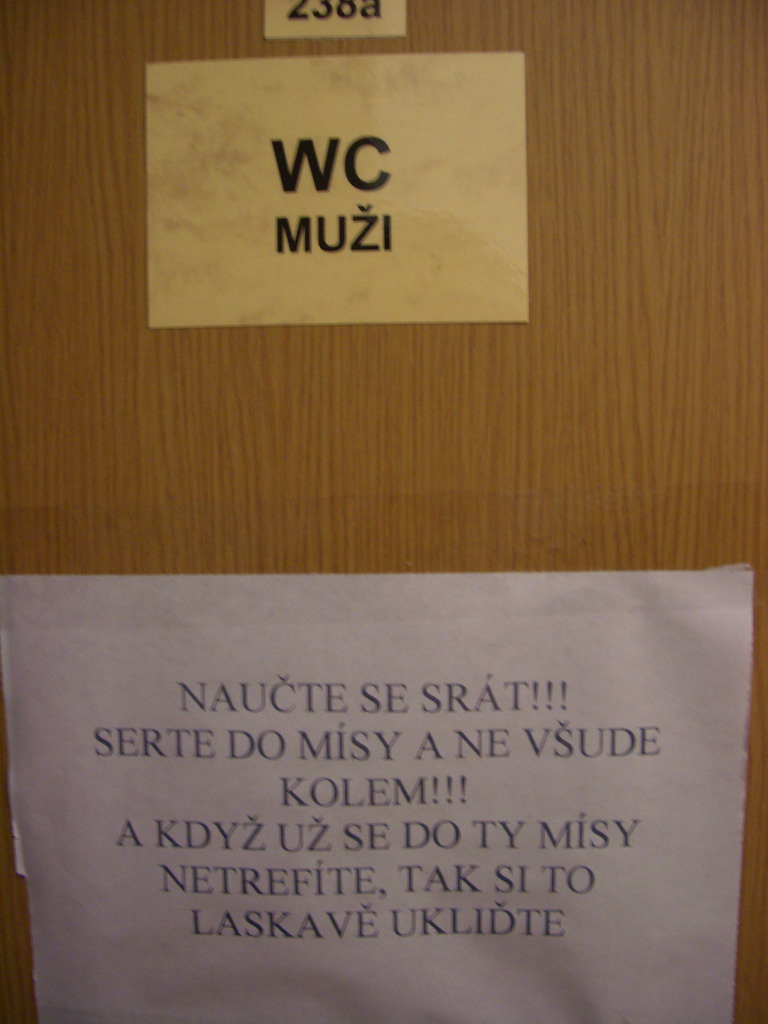 238a
WC
MUŽI
NAUČTE SE SRÁT!!!
SERTE DO MÍSY A NE VŠUDE
KOLEM!!!
A KDYŽ UŽ SE DO TY MÍSY
NETREFÍTE, TAK SI TO
LASKAVĚ UKLIĎTE